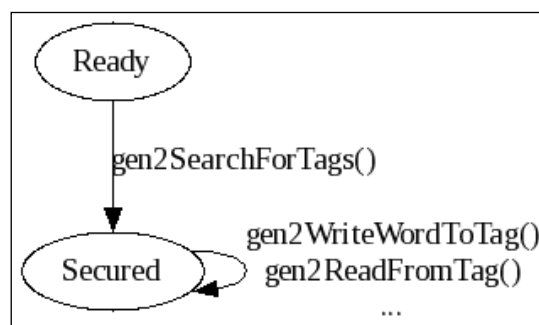 Ready
gen2SearchForTags()
gen2WriteWordToTag()
Secured
gen2ReadFromTag()
...